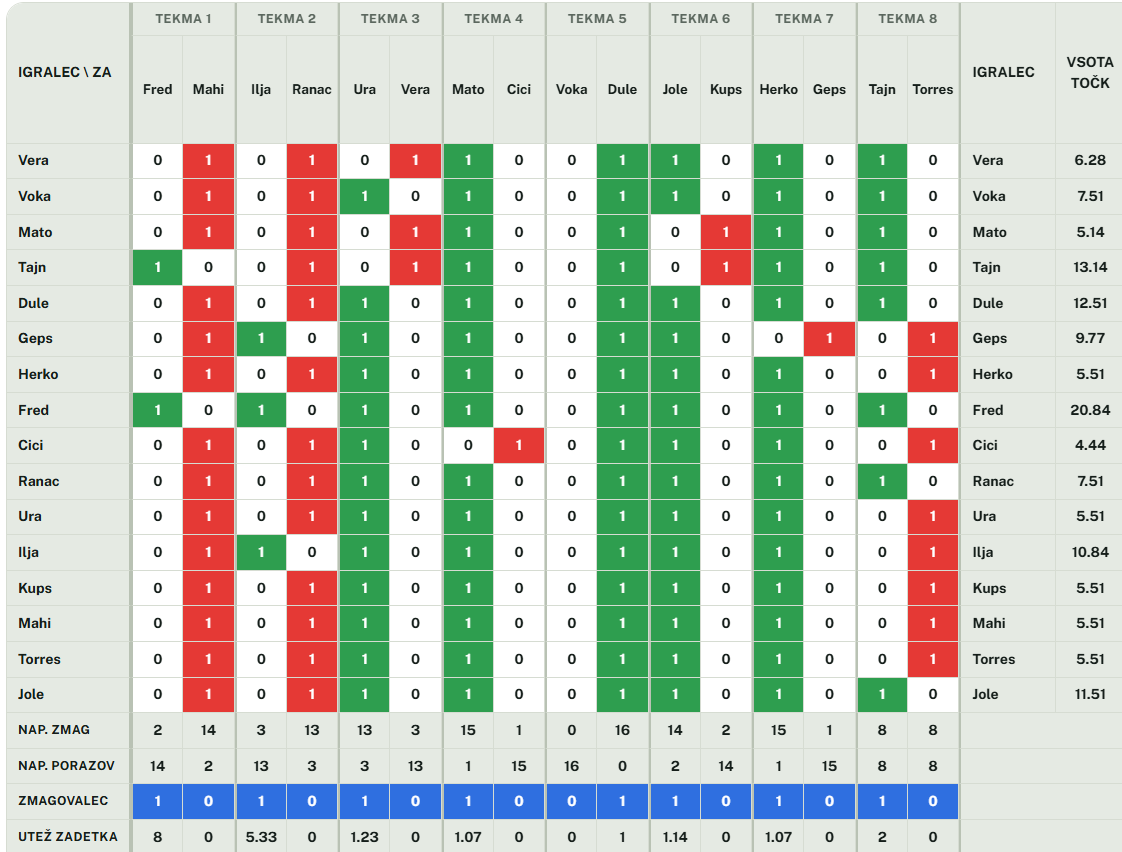 TEKMA 1 TEKMA 2 TEKMA 3 TEKMA 4 TEKMA 5 TEKMA 6 TEKMA 7 TEKMA 8
IGRALEC \ ZA Fred Mahi Ilja Ranac Ura Vera Mato Cici Voka Dule Jole Kups Herko Geps Tajn Torres IGRALEC VSOTA TOČK
Vera 0 1 0 1 0 1 1 0 0 1 1 0 1 0 1 0 Vera 6.28
Voka 0 1 0 1 1 0 1 0 0 1 1 0 1 0 1 0 Voka 7.51
Mato 0 1 0 1 0 1 1 0 0 1 0 1 1 0 1 0 Mato 5.14
Tajn 1 0 0 1 0 1 1 0 0 1 0 1 1 0 1 0 Tajn 13.14
Dule 0 1 0 1 1 0 1 0 0 1 1 0 1 0 1 0 Dule 12.51
Geps 0 1 1 0 1 0 1 0 0 1 1 0 0 1 0 1 Geps 9.77
Herko 0 1 0 1 1 0 1 0 0 1 1 0 1 0 0 1 Herko 5.51
Fred 1 0 1 0 1 0 1 0 0 1 1 0 1 0 1 0 Fred 20.84
Cici 0 1 0 1 1 0 0 1 0 1 1 0 1 0 0 1 Cici 4.44
Ranac 0 1 0 1 1 0 1 0 0 1 1 0 1 0 1 0 Ranac 7.51
Ura 0 1 0 1 1 0 1 0 0 1 1 0 1 0 0 1 Ura 5.51
Ilja 0 1 1 0 1 0 1 0 0 1 1 0 1 0 0 1 Ilja 10.84
Kups 0 1 0 1 1 0 1 0 0 1 1 0 1 0 0 1 Kups 5.51
Mahi 0 1 0 1 1 0 1 0 0 1 1 0 1 0 0 1 Mahi 5.51
Torres 0 1 0 1 1 0 1 0 0 1 1 0 1 0 0 1 Torres 5.51
Jole 0 1 0 1 1 0 1 0 0 1 1 0 1 0 1 0 Jole 11.51
NAP. ZMAG 2 14 3 13 13 3 15 1 0 16 14 2 15 1 8 8
NAP. PORAZOV 14 2 13 3 3 13 1 15 16 0 2 14 1 15 8 8
ZMAGOVALEC 1 0 1 0 1 0 1 0 0 1 1 0 1 0 1 0
UTEŽ ZADETKA 8 0 5.33 0 1.23 0 1.07 0 0 1 1.14 0 1.07 0 2 0